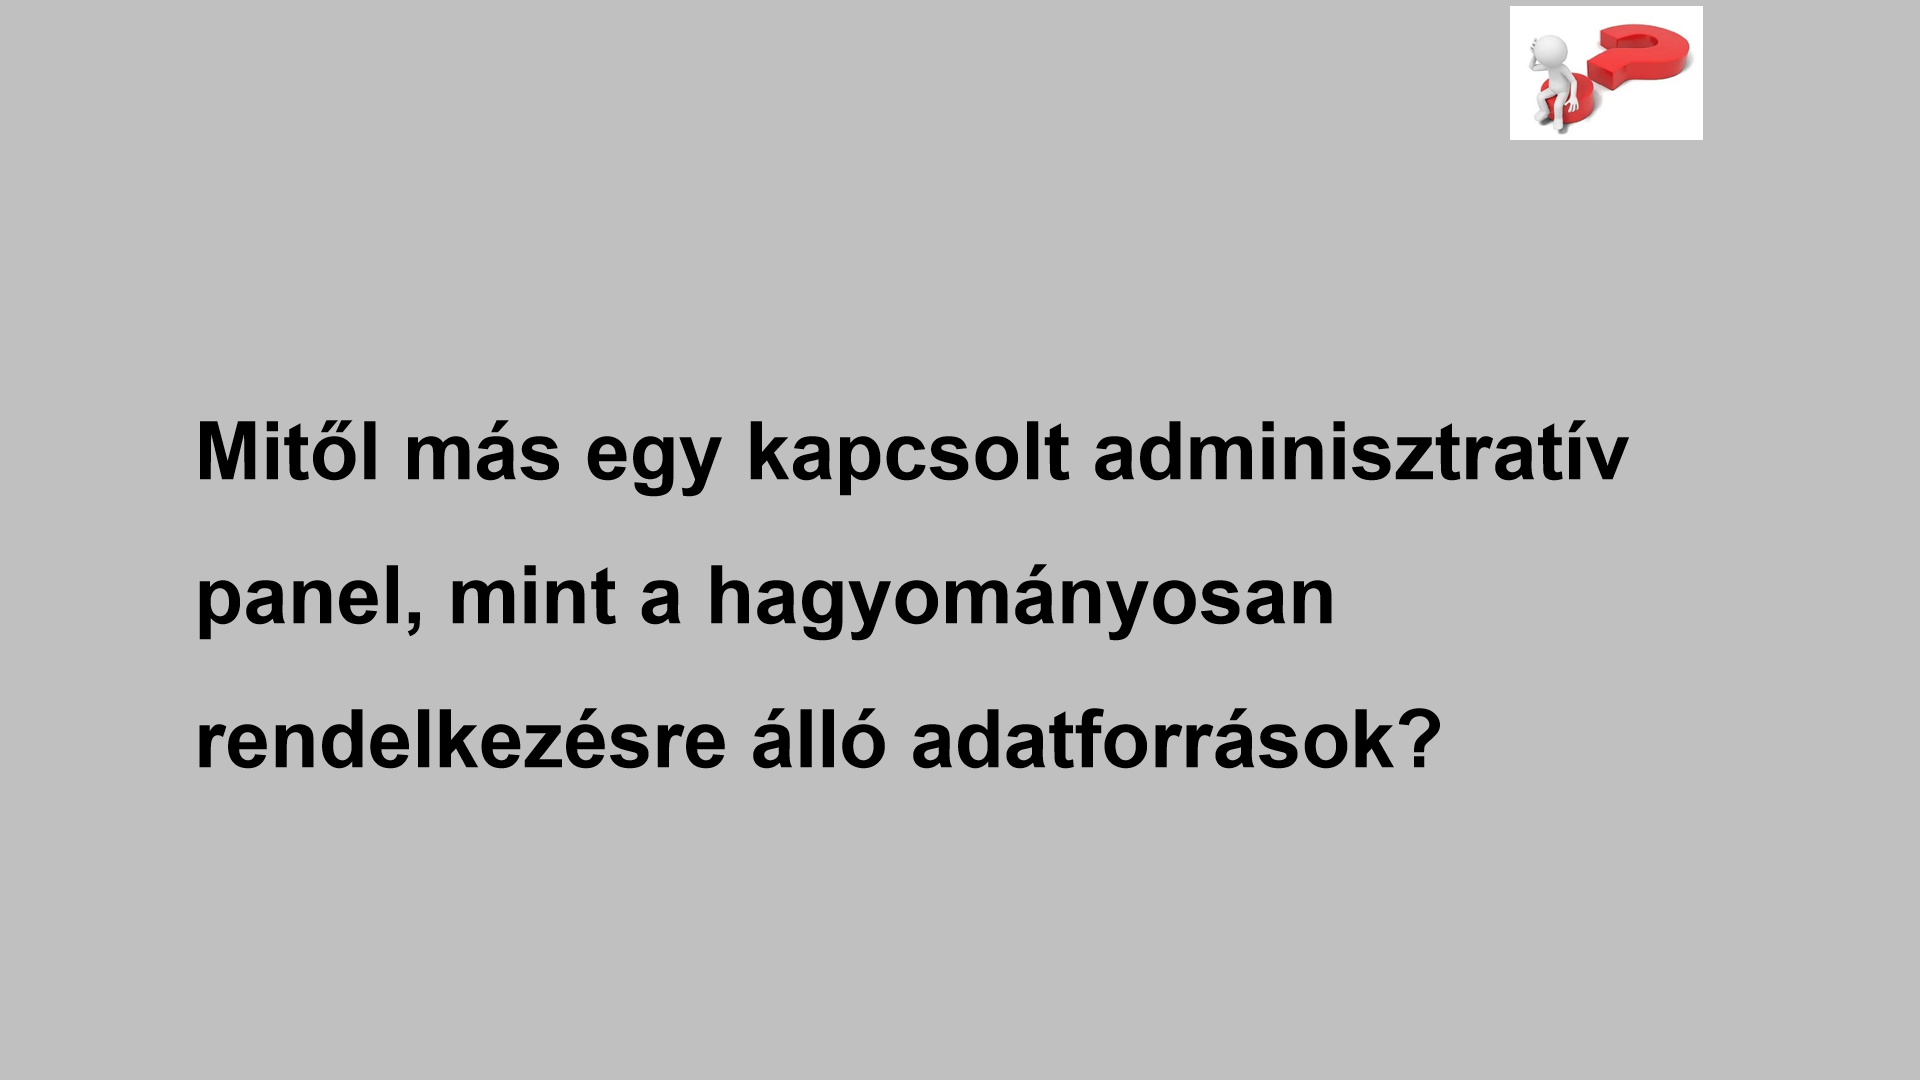 Mitől más egy kapcsolt adminisztratív
panel, mint a hagyományosan
rendelkezésre álló adatforrások?